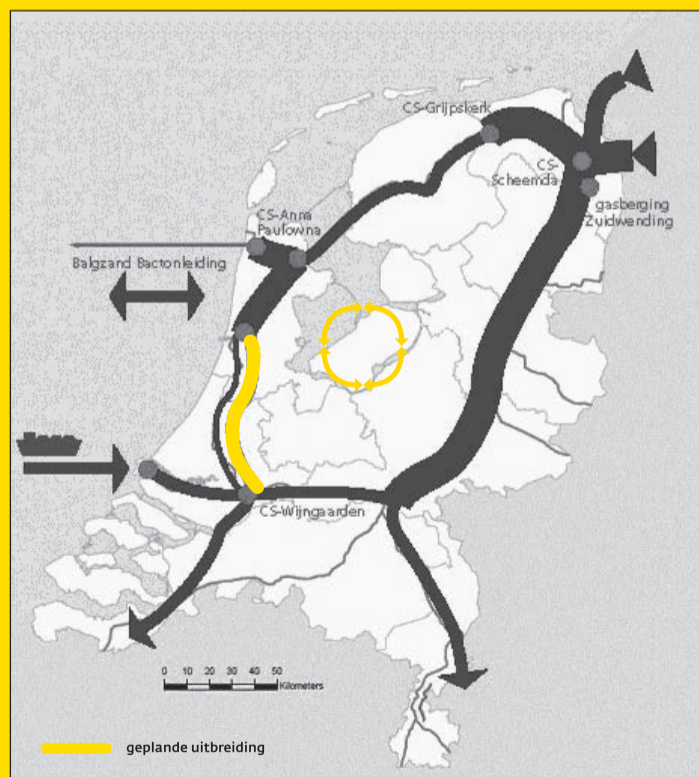 CS-Grijpskerk
CS-
Scheemda
gasberging
Zuidwending
CS-Anna
Paulowna
Balgzand Bactonleiding
CS-Wijngaarden
0 10 20 30 40 50
Kilometers
geplande uitbreiding